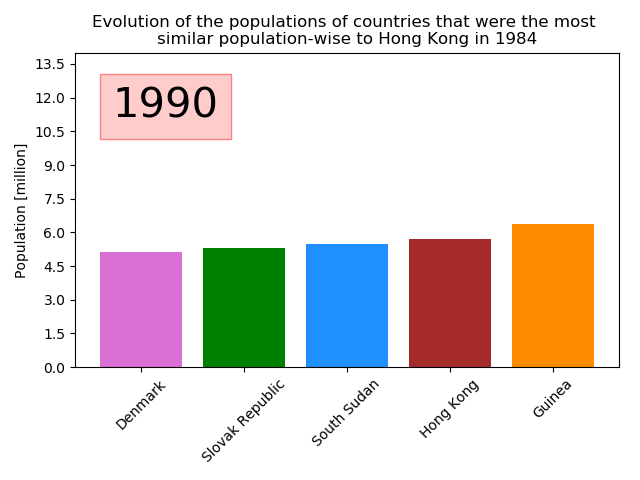 Evolution of the populations of countries that were the most
similar population-wise to Hong Kong in 1984
1990
Population [million]
13.5
12.0
10.5
9.0
7.5
6.0
4.5
3.0
1.5
0.0
Denmark
Slovak Republic
South Sudan
Hong Kong
Guinea